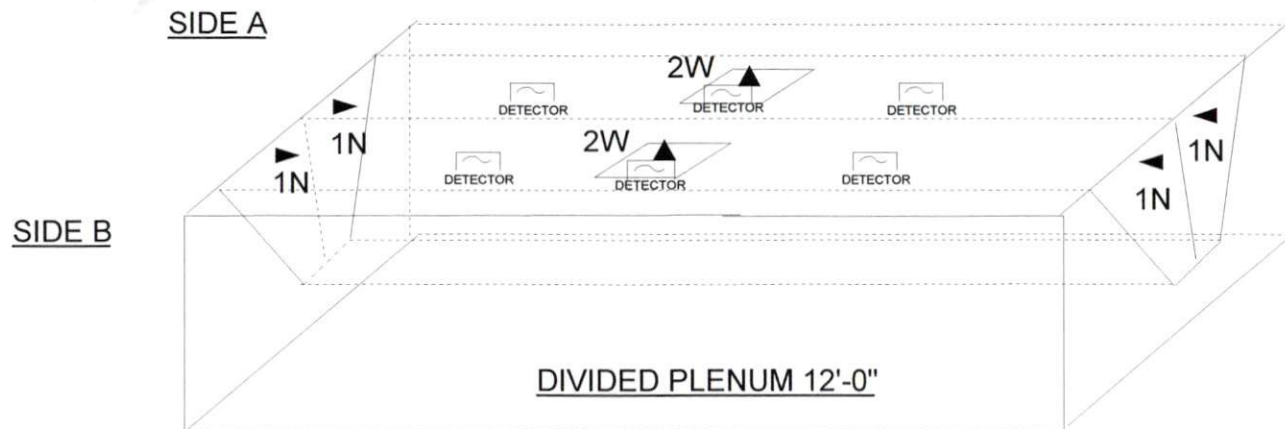 SIDE A
2W
DETECTOR
DETECTOR
DETECTOR
1N
1N
2W
1N
1N
DETECTOR
DETECTOR
DETECTOR
SIDE B
DIVIDED PLENUM 12'-0"